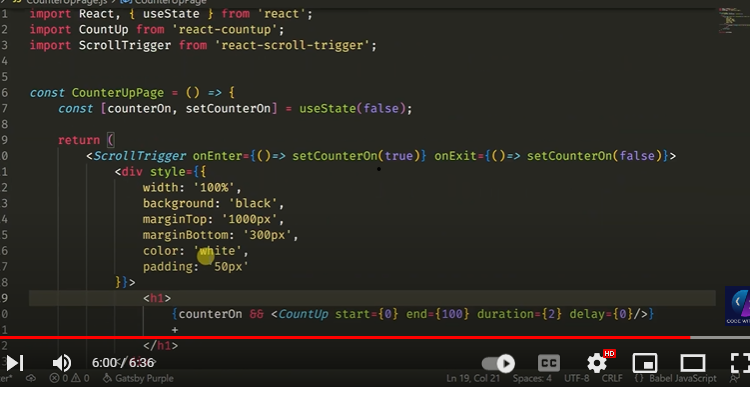 CounterUpPage.js > CounterUpPage
1 import React, { useState } from 'react';
2 import CountUp from 'react-countup';
3 import ScrollTrigger from 'react-scroll-trigger';
4
5
6 const CounterUpPage = () => {
7 const [counterOn, setCounterOn] = useState(false);
8
9 return (
0 <ScrollTrigger onEnter={()=> setCounterOn(true)} onExit={()=> setCounterOn(false)}>
1 <div style={{
2 width: '100%',
3 background: 'black',
4 marginTop: '1000px',
5 marginBottom: '300px',
6 color: 'white',
7 padding: '50px'
8 }}>
9 <h1>
0 {counterOn && <CountUp start={0} end={100} duration={2} delay={0}/>}
1 +
2 </h1>
CODE WIT
6:00 / 6:36
CC
HD
0 0
Gatsby Purple
Ln 19, Col 21
Spaces: 4
UTF-8
CRLF
{} Babel JavaScript